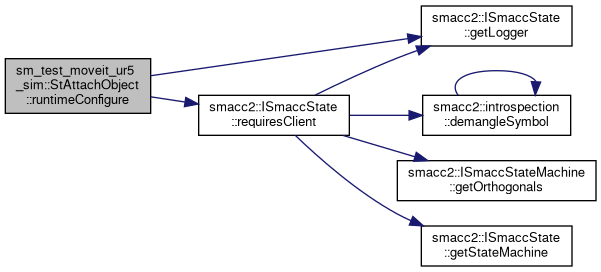 sm_test_moveit_ur5
_sim::StAttachObject
::runtimeConfigure
smacc2::ISmaccState
::requiresClient
smacc2::ISmaccState
::getLogger
smacc2::introspection
::demangleSymbol
smacc2::ISmaccStateMachine
::getOrthogonals
smacc2::ISmaccState
::getStateMachine